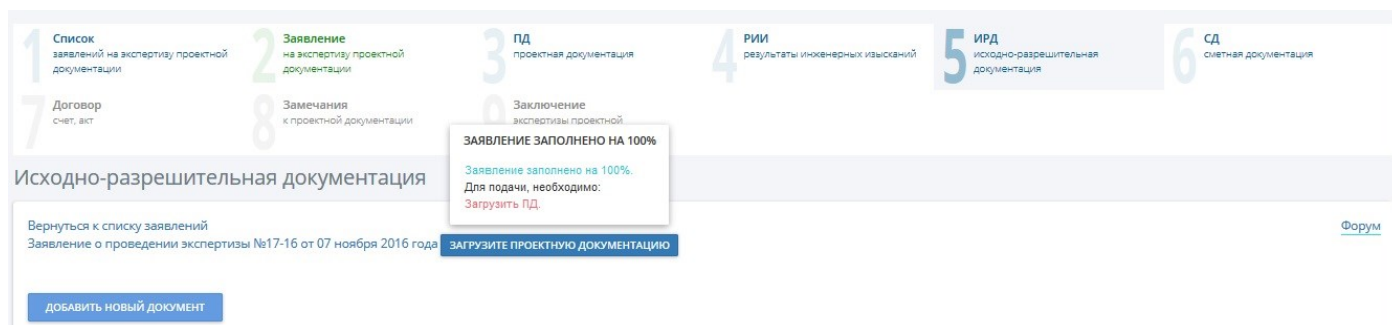 1 Список
заявлений на экспертизу проектной
документации
2 Заявление
на экспертизу проектной
документации
3 ПД
проектная документация
4 РИИ
результаты инженерных изысканий
5 ИРД
исходно-разрешительная
документация
6 СД
сметная документация
7 Договор
счет, акт
8 Замечания
к проектной документации
9 Заключение
экспертизы проектной
ЗАЯВЛЕНИЕ ЗАПОЛНЕНО НА 100%
Заявление заполнено на 100%.
Для подачи, необходимо:
Загрузить ПД.
Исходно-разрешительная документация
Вернуться к списку заявлений
Форум
Заявление о проведении экспертизы №17-16 от 07 ноября 2016 года ЗАГРУЗИТЕ ПРОЕКТНУЮ ДОКУМЕНТАЦИЮ
ДОБАВИТЬ НОВЫЙ ДОКУМЕНТ